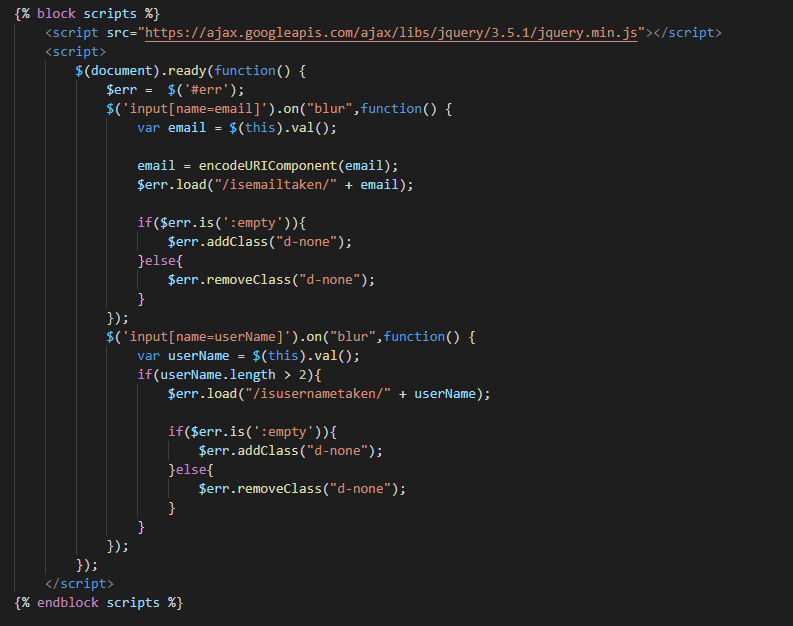 {% block scripts %}
    <script src="https://ajax.googleapis.com/ajax/libs/jquery/3.5.1/jquery.min.js"></script>
    <script>
        $(document).ready(function() {
            $err =  $('#err');
            $('input[name=email]').on("blur",function() {
                var email = $(this).val();

                email = encodeURIComponent(email);
                $err.load("/isemailtaken/" + email);

                if($err.is(':empty')){
                    $err.addClass("d-none");
                }else{
                    $err.removeClass("d-none");
                }
            });
            $('input[name=userName]').on("blur",function() {
                var userName = $(this).val();
                if(userName.length > 2){
                    $err.load("/isusernametaken/" + userName);

                    if($err.is(':empty')){
                        $err.addClass("d-none");
                    }else{
                        $err.removeClass("d-none");
                    }
                }
            });
        });
    </script>
{% endblock scripts %}